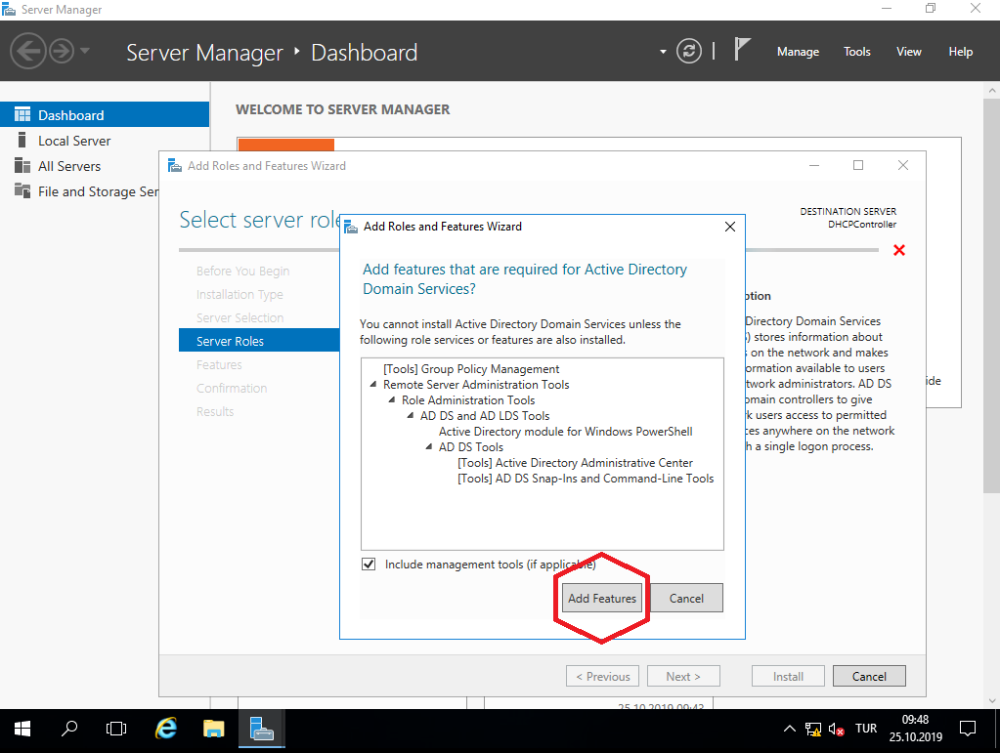 Server Manager
Server Manager ‣ Dashboard
Manage
Tools
View
Help
Dashboard
Local Server
All Servers
File and Storage Ser
WELCOME TO SERVER MANAGER
Add Roles and Features Wizard
Select server role
DESTINATION SERVER
DHCPController
Before You Begin
Installation Type
Server Selection
Server Roles
Features
Confirmation
Results
Add Roles and Features Wizard
Add features that are required for Active Directory
Domain Services?
You cannot install Active Directory Domain Services unless the
following role services or features are also installed.
[Tools] Group Policy Management
Remote Server Administration Tools
Role Administration Tools
AD DS and AD LDS Tools
Active Directory module for Windows PowerShell
AD DS Tools
[Tools] Active Directory Administrative Center
[Tools] AD DS Snap-Ins and Command-Line Tools
Include management tools (if applicable)
Add Features
Cancel
ption
Directory Domain Services
) stores information about
on the network and makes
ormation available to users
twork administrators. AD DS
omain controllers to give
k users access to permitted
ces anywhere on the network
h a single logon process.
ide
< Previous
Next >
Install
Cancel
25.10.2019 09:43
TUR
09:48
25.10.2019